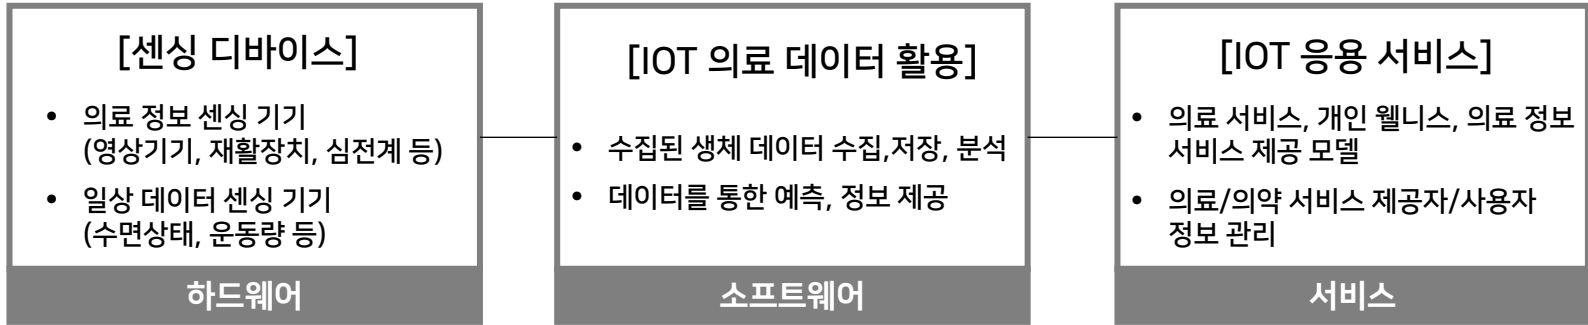 [센싱 디바이스]
• 의료 정보 센싱 기기
(영상기기, 재활장치, 심전계 등)
• 일상 데이터 센싱 기기
(수면상태, 운동량 등)
하드웨어
[IOT 의료 데이터 활용]
• 수집된 생체 데이터 수집,저장, 분석
• 데이터를 통한 예측, 정보 제공
소프트웨어
[IOT 응용 서비스]
• 의료 서비스, 개인 웰니스, 의료 정보
서비스 제공 모델
• 의료/의약 서비스 제공자/사용자
정보 관리
서비스